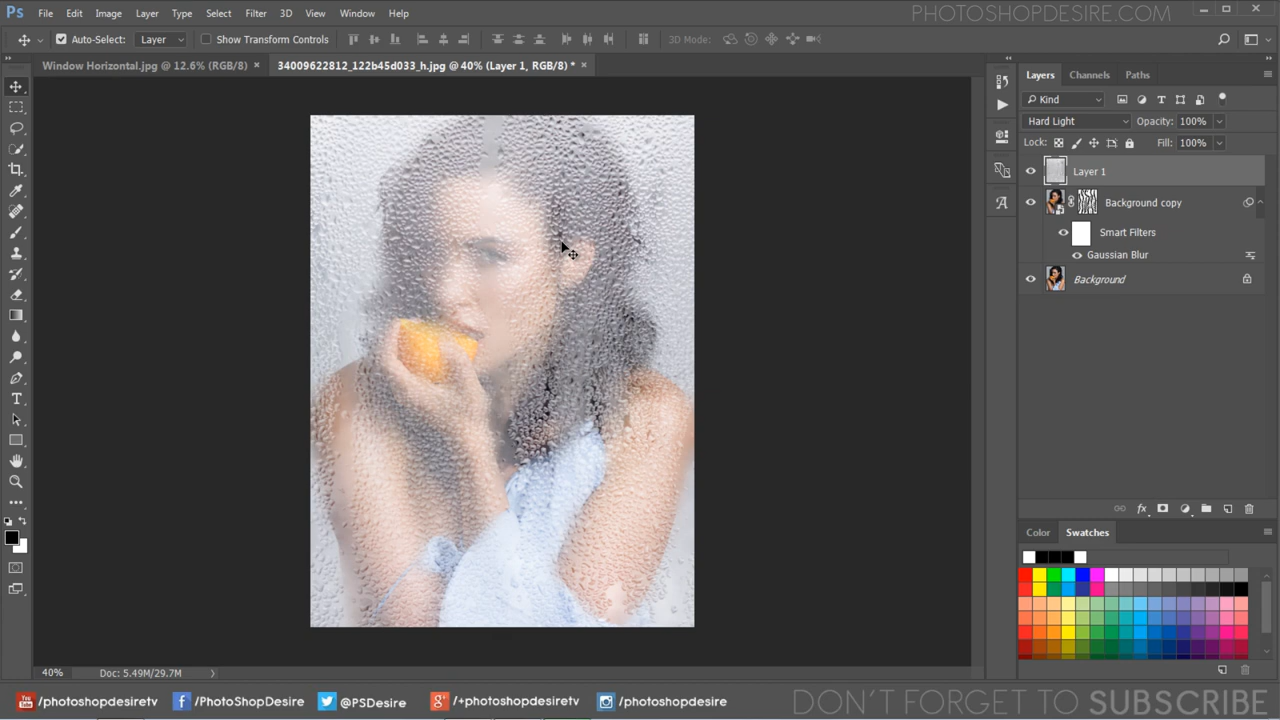 Ps File Edit Image Layer Type Select Filter 3D View Window Help
PHOTOSHOPDESIRE.COM
Auto-Select: Layer Show Transform Controls 3D Mode:
Window Horizontal.jpg @ 12.6% (RGB/8) × 34009622812_122b45d033_h.jpg @ 40% (Layer 1, RGB/8) * ×
Layers Channels Paths
Kind
Hard Light Opacity: 100%
Lock: Fill: 100%
Layer 1
Background copy
Smart Filters
Gaussian Blur
Background
fx
Color Swatches
40% Doc: 5.49M/29.7M
You Tube /photoshopdesiretv /PhotoShopDesire @PSDesire g+ /+photoshopdesiretv /photoshopdesire
DON'T FORGET TO SUBSCRIBE